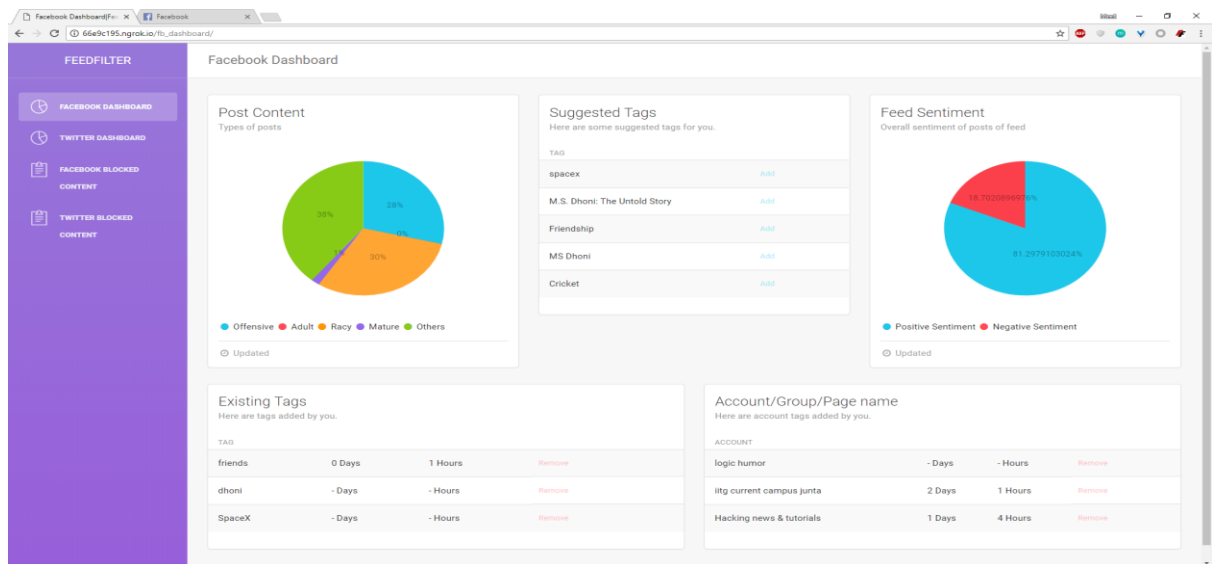 Facebook Dashboard|Fee
Facebook
66e9c195.ngrok.io/fb_dashboard/
FEEDFILTER
FACEBOOK DASHBOARD
TWITTER DASHBOARD
FACEBOOK BLOCKED
CONTENT
TWITTER BLOCKED
CONTENT
Facebook Dashboard
Post Content
Types of posts
28%
0%
30%
1%
38%
Offensive Adult Racy Mature Others
Updated
Suggested Tags
Here are some suggested tags for you.
TAG
spacex Add
M.S. Dhoni: The Untold Story Add
Friendship Add
MS Dhoni Add
Cricket Add
Feed Sentiment
Overall sentiment of posts of feed
18.7020896976%
81.2979103024%
Positive Sentiment Negative Sentiment
Updated
Existing Tags
Here are tags added by you.
TAG
friends 0 Days 1 Hours Remove
dhoni - Days - Hours Remove
SpaceX - Days - Hours Remove
Account/Group/Page name
Here are account tags added by you.
ACCOUNT
logic humor - Days - Hours Remove
iitg current campus junta 2 Days 1 Hours Remove
Hacking news & tutorials 1 Days 4 Hours Remove